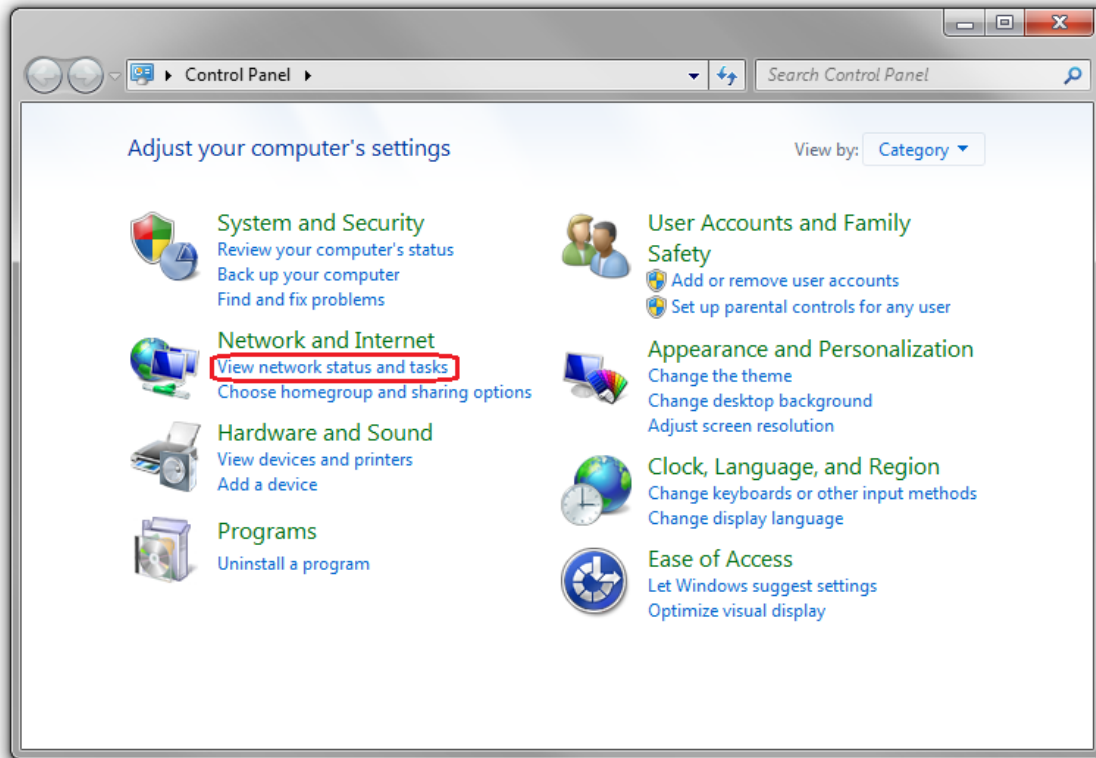 Control Panel
Search Control Panel
Adjust your computer's settings
View by: Category
System and Security
Review your computer's status
Back up your computer
Find and fix problems
Network and Internet
View network status and tasks
Choose homegroup and sharing options
Hardware and Sound
View devices and printers
Add a device
Programs
Uninstall a program
User Accounts and Family
Safety
Add or remove user accounts
Set up parental controls for any user
Appearance and Personalization
Change the theme
Change desktop background
Adjust screen resolution
Clock, Language, and Region
Change keyboards or other input methods
Change display language
Ease of Access
Let Windows suggest settings
Optimize visual display